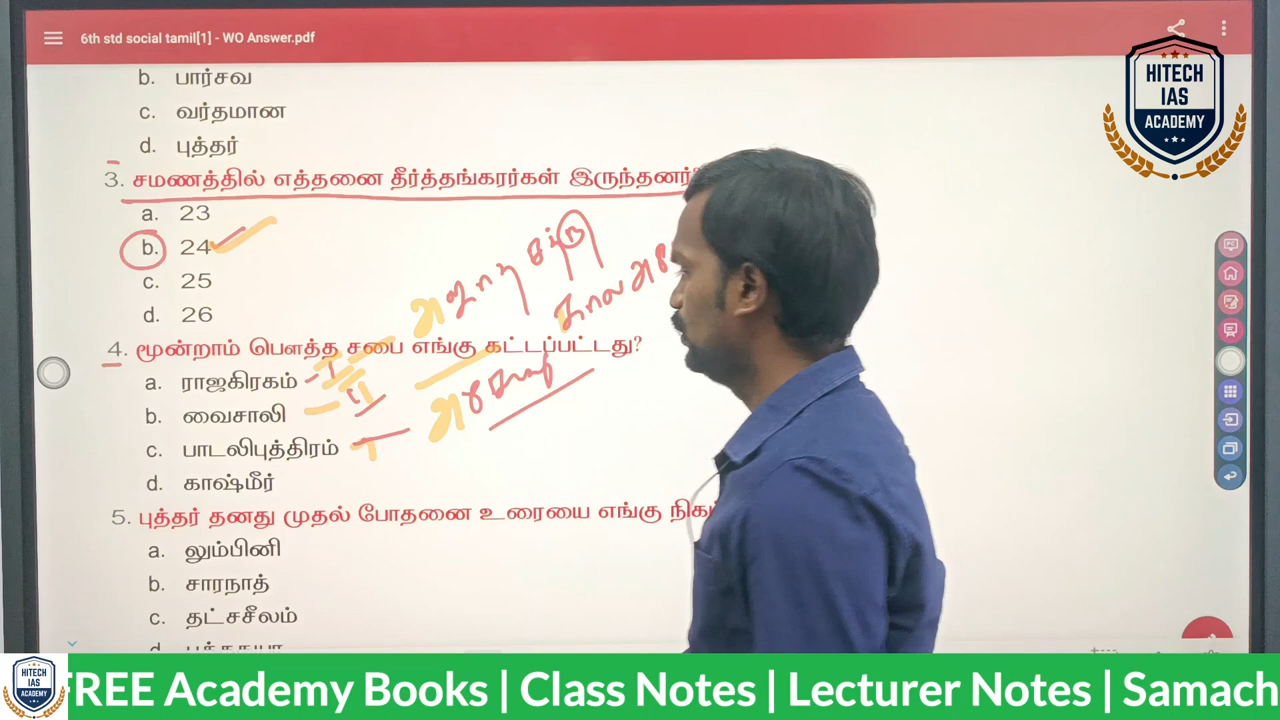 6th std social tamil[1] - WO Answer.pdf
HITECH
IAS
ACADEMY
b. பார்சவ
c. வர்தமான
d. புத்தர்
3. சமணத்தில் எத்தனை தீர்த்தங்கரர்கள் இருந்தனர்?
a. 23
b. 24
c. 25
d. 26
4. மூன்றாம் பௌத்த சபை எங்கு கட்டப்பட்டது?
a. ராஜகிரகம்
b. வைசாலி
c. பாடலிபுத்திரம்
d. காஷ்மீர்
5. புத்தர் தனது முதல் போதனை உரையை எங்கு
a. லும்பினி
b. சாரநாத்
c. தட்சசீலம்
HITECH
IAS
ACADEMY
FREE Academy Books | Class Notes | Lecturer Notes | Samach